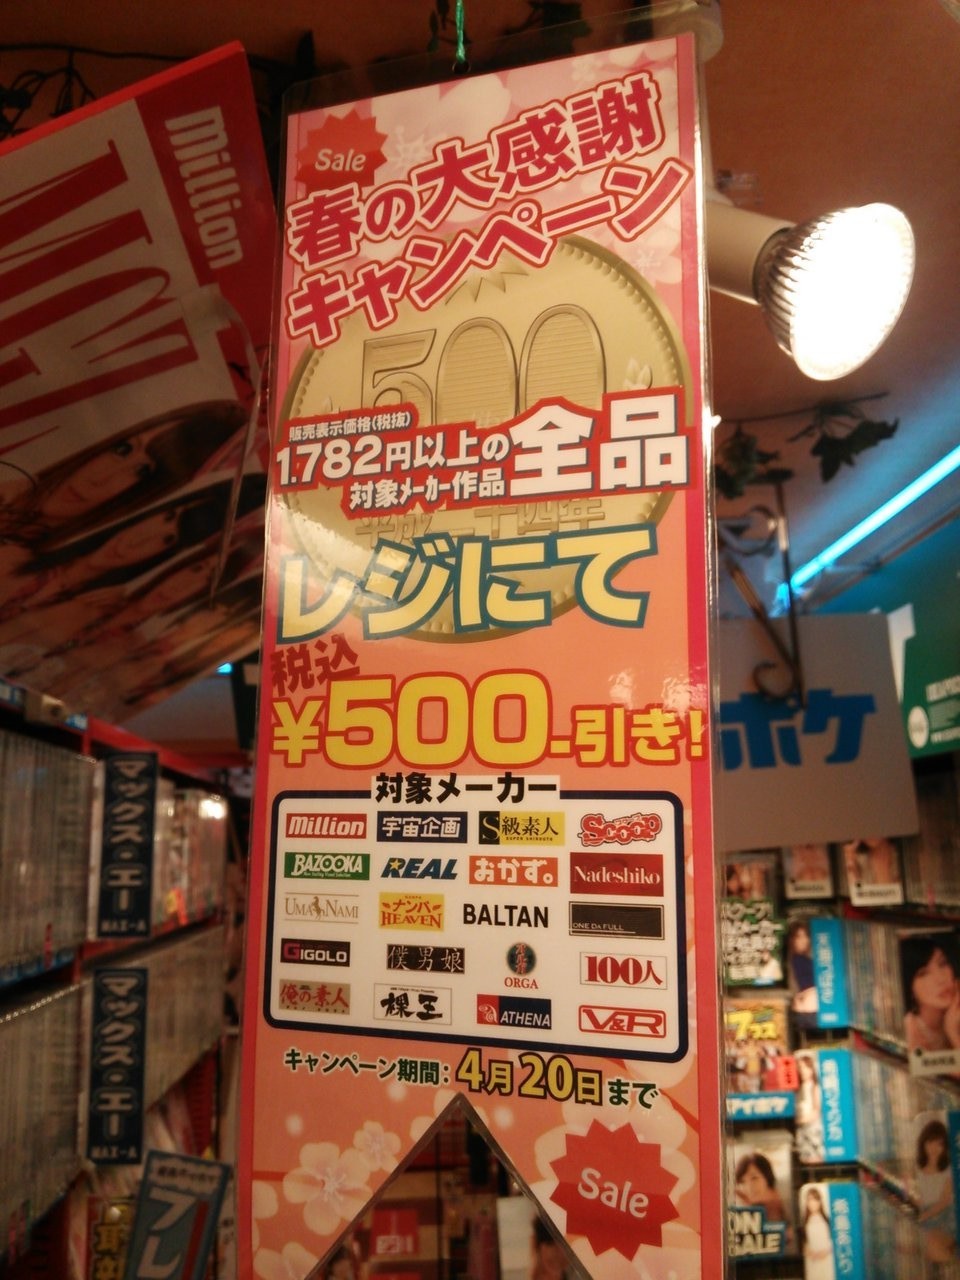 Sale
春の大感謝
キャンペーン
500
販売表示価格(税抜)
1,782円以上の
対象メーカー作品
全品
レジにて
税込
¥500-引き!
対象メーカー
Million 宇宙企画 S級素人 Scoop
BAZOOKA REAL おかず。 Nadeshiko
UMANAMI ナンパHEAVEN BALTAN ONE DA FULL
GIGOLO 僕男娘 ORGA 100人
俺の素人 裸王 ATHENA V&R
キャンペーン期間:4月20日まで
Sale
Million
マックス・エー
MAX-A
マックス・エー
MAX-A
ポケ